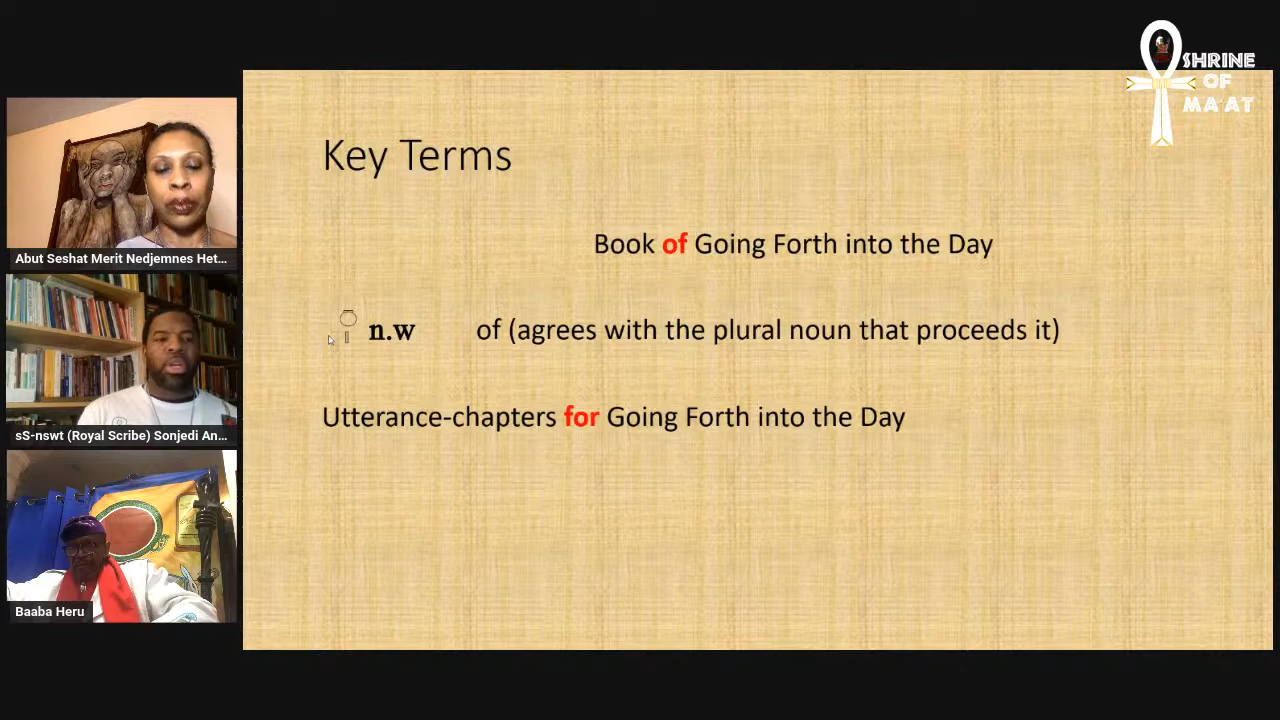 SHRINE
OF
MA'AT
Key Terms
Book of Going Forth into the Day
n.w of (agrees with the plural noun that proceeds it)
Utterance-chapters for Going Forth into the Day
Abut Seshat Merit Nedjemnes Het...
sS-nswt (Royal Scribe) Sonjedi An...
Baaba Heru